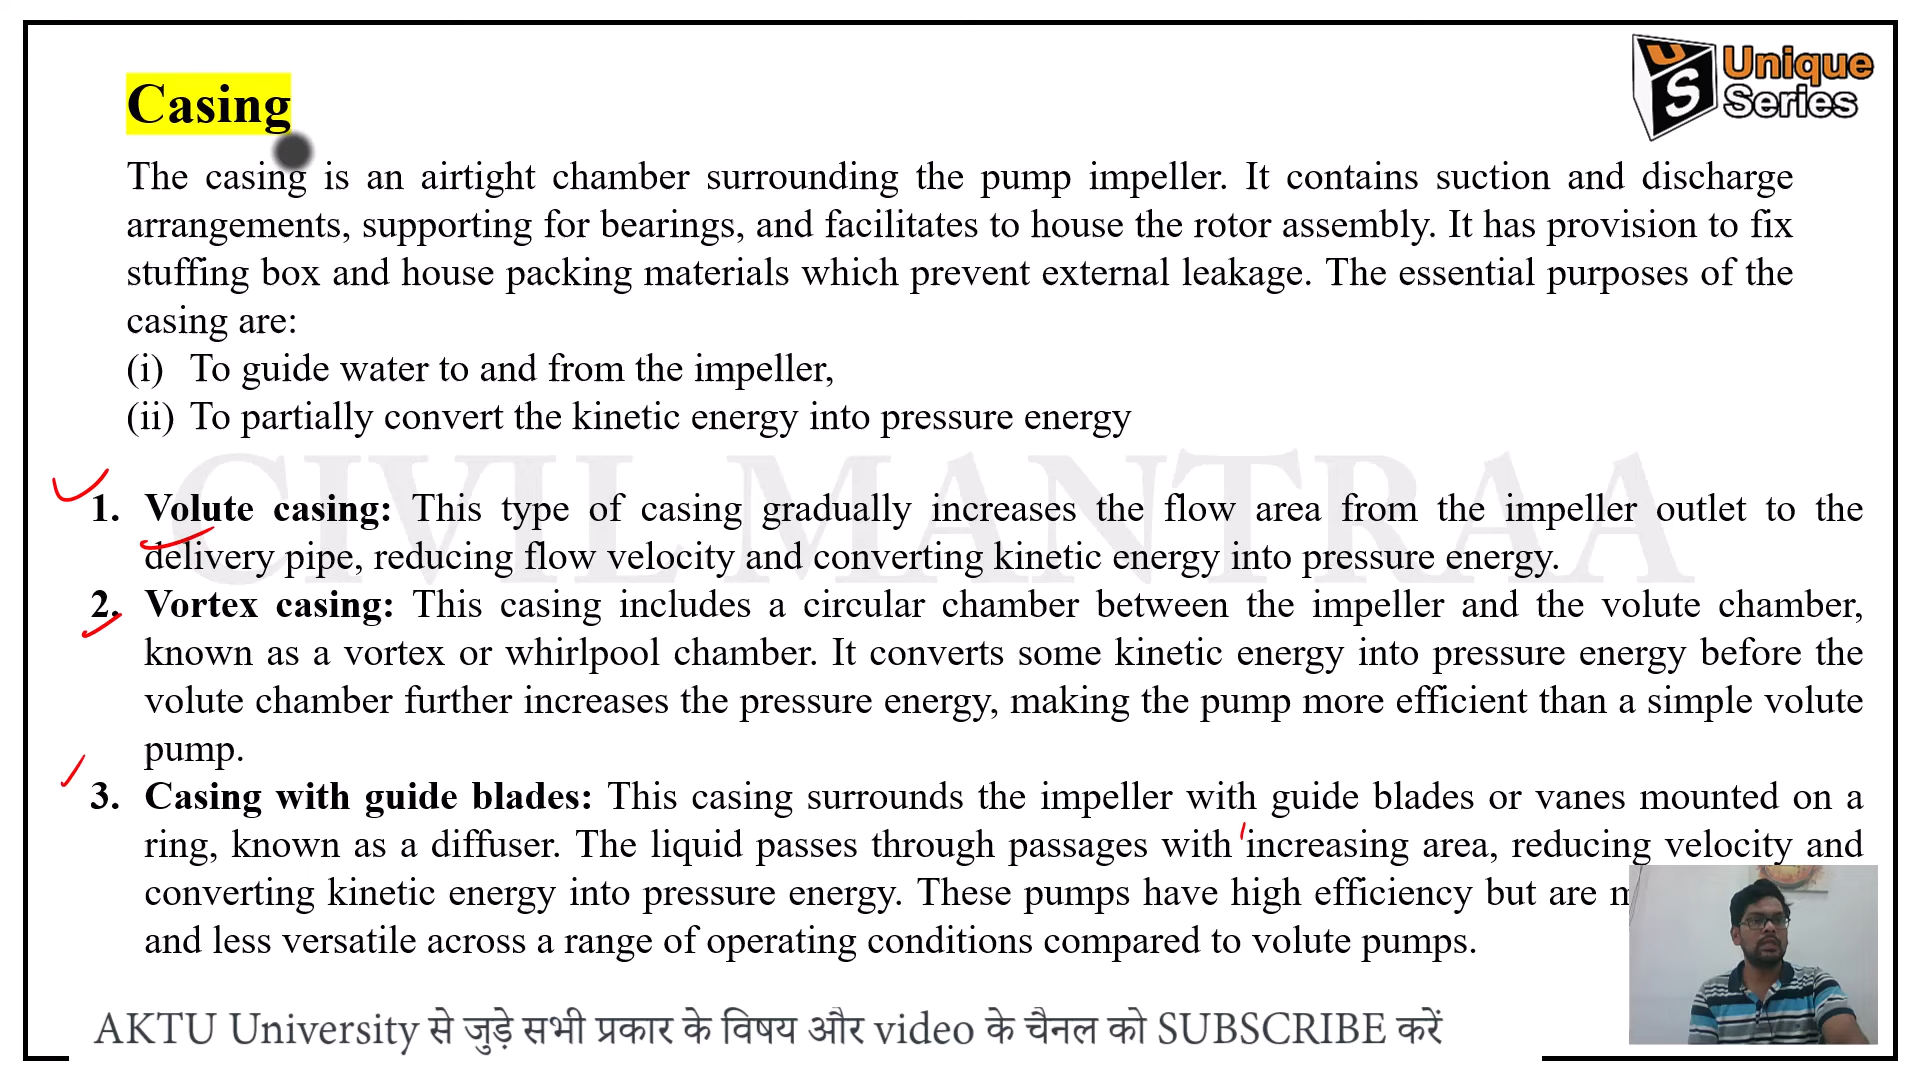 Casing
Unique
Series
US
The casing is an airtight chamber surrounding the pump impeller. It contains suction and discharge
arrangements, supporting for bearings, and facilitates to house the rotor assembly. It has provision to fix
stuffing box and house packing materials which prevent external leakage. The essential purposes of the
casing are:
(i) To guide water to and from the impeller,
(ii) To partially convert the kinetic energy into pressure energy
CIVIL MANTRAA
1. Volute casing: This type of casing gradually increases the flow area from the impeller outlet to the
delivery pipe, reducing flow velocity and converting kinetic energy into pressure energy.
2. Vortex casing: This casing includes a circular chamber between the impeller and the volute chamber,
known as a vortex or whirlpool chamber. It converts some kinetic energy into pressure energy before the
volute chamber further increases the pressure energy, making the pump more efficient than a simple volute
pump.
3. Casing with guide blades: This casing surrounds the impeller with guide blades or vanes mounted on a
ring, known as a diffuser. The liquid passes through passages with increasing area, reducing velocity and
converting kinetic energy into pressure energy. These pumps have high efficiency but are
and less versatile across a range of operating conditions compared to volute pumps.
AKTU University से जुड़े सभी प्रकार के विषय और video के चैनल को SUBSCRIBE करें